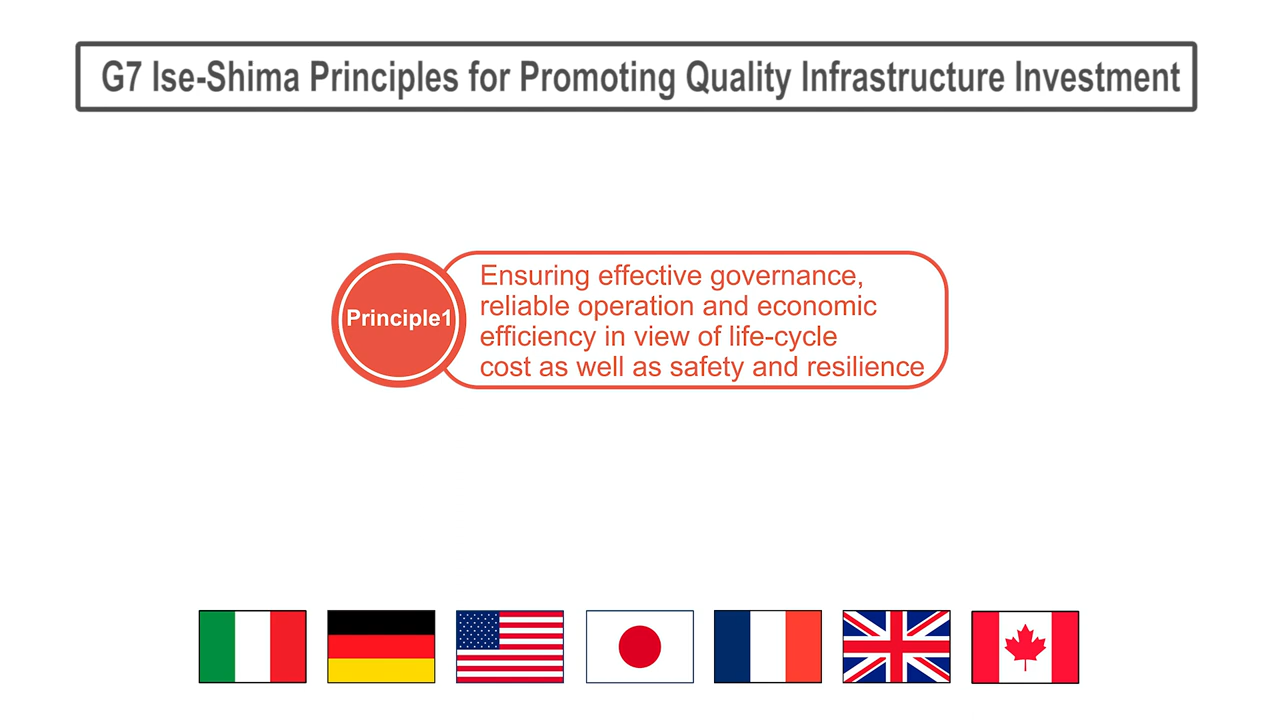 G7 Ise-Shima Principles for Promoting Quality Infrastructure Investment
Principle1
Ensuring effective governance,
reliable operation and economic
efficiency in view of life-cycle
cost as well as safety and resilience